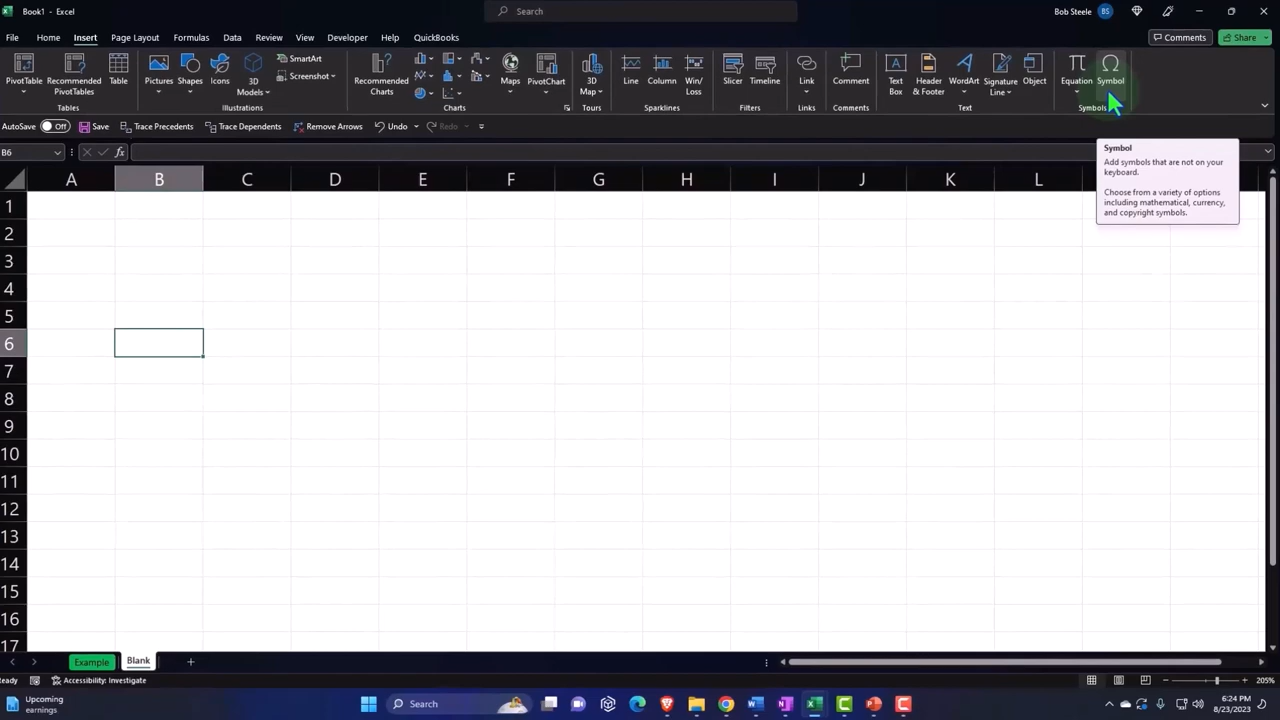 Book1 - Excel
Search
Bob Steele
BS
File Home Insert Page Layout Formulas Data Review View Developer Help QuickBooks
Comments
Share
PivotTable
Recommended
PivotTables
Table
Tables
Pictures
Shapes
Icons
3D
Models
SmartArt
Screenshot
Illustrations
Recommended
Charts
Maps
PivotChart
Charts
3D
Map
Tours
Line
Column
Win/
Loss
Sparklines
Slicer
Timeline
Filters
Link
Links
Comment
Comments
Text
Box
Header
& Footer
WordArt
Signature
Line
Object
Text
Equation
Symbol
Symbols
AutoSave Off Save Trace Precedents Trace Dependents Remove Arrows Undo Redo
B6
fx
Symbol
Add symbols that are not on your
keyboard.
Choose from a variety of options
including mathematical, currency,
and copyright symbols.
A B C D E F G H I J K L
1
2
3
4
5
6
7
8
9
10
11
12
13
14
15
16
17
Example Blank
Ready Accessibility: Investigate
205%
Upcoming
earnings
Search
6:24 PM
8/23/2023